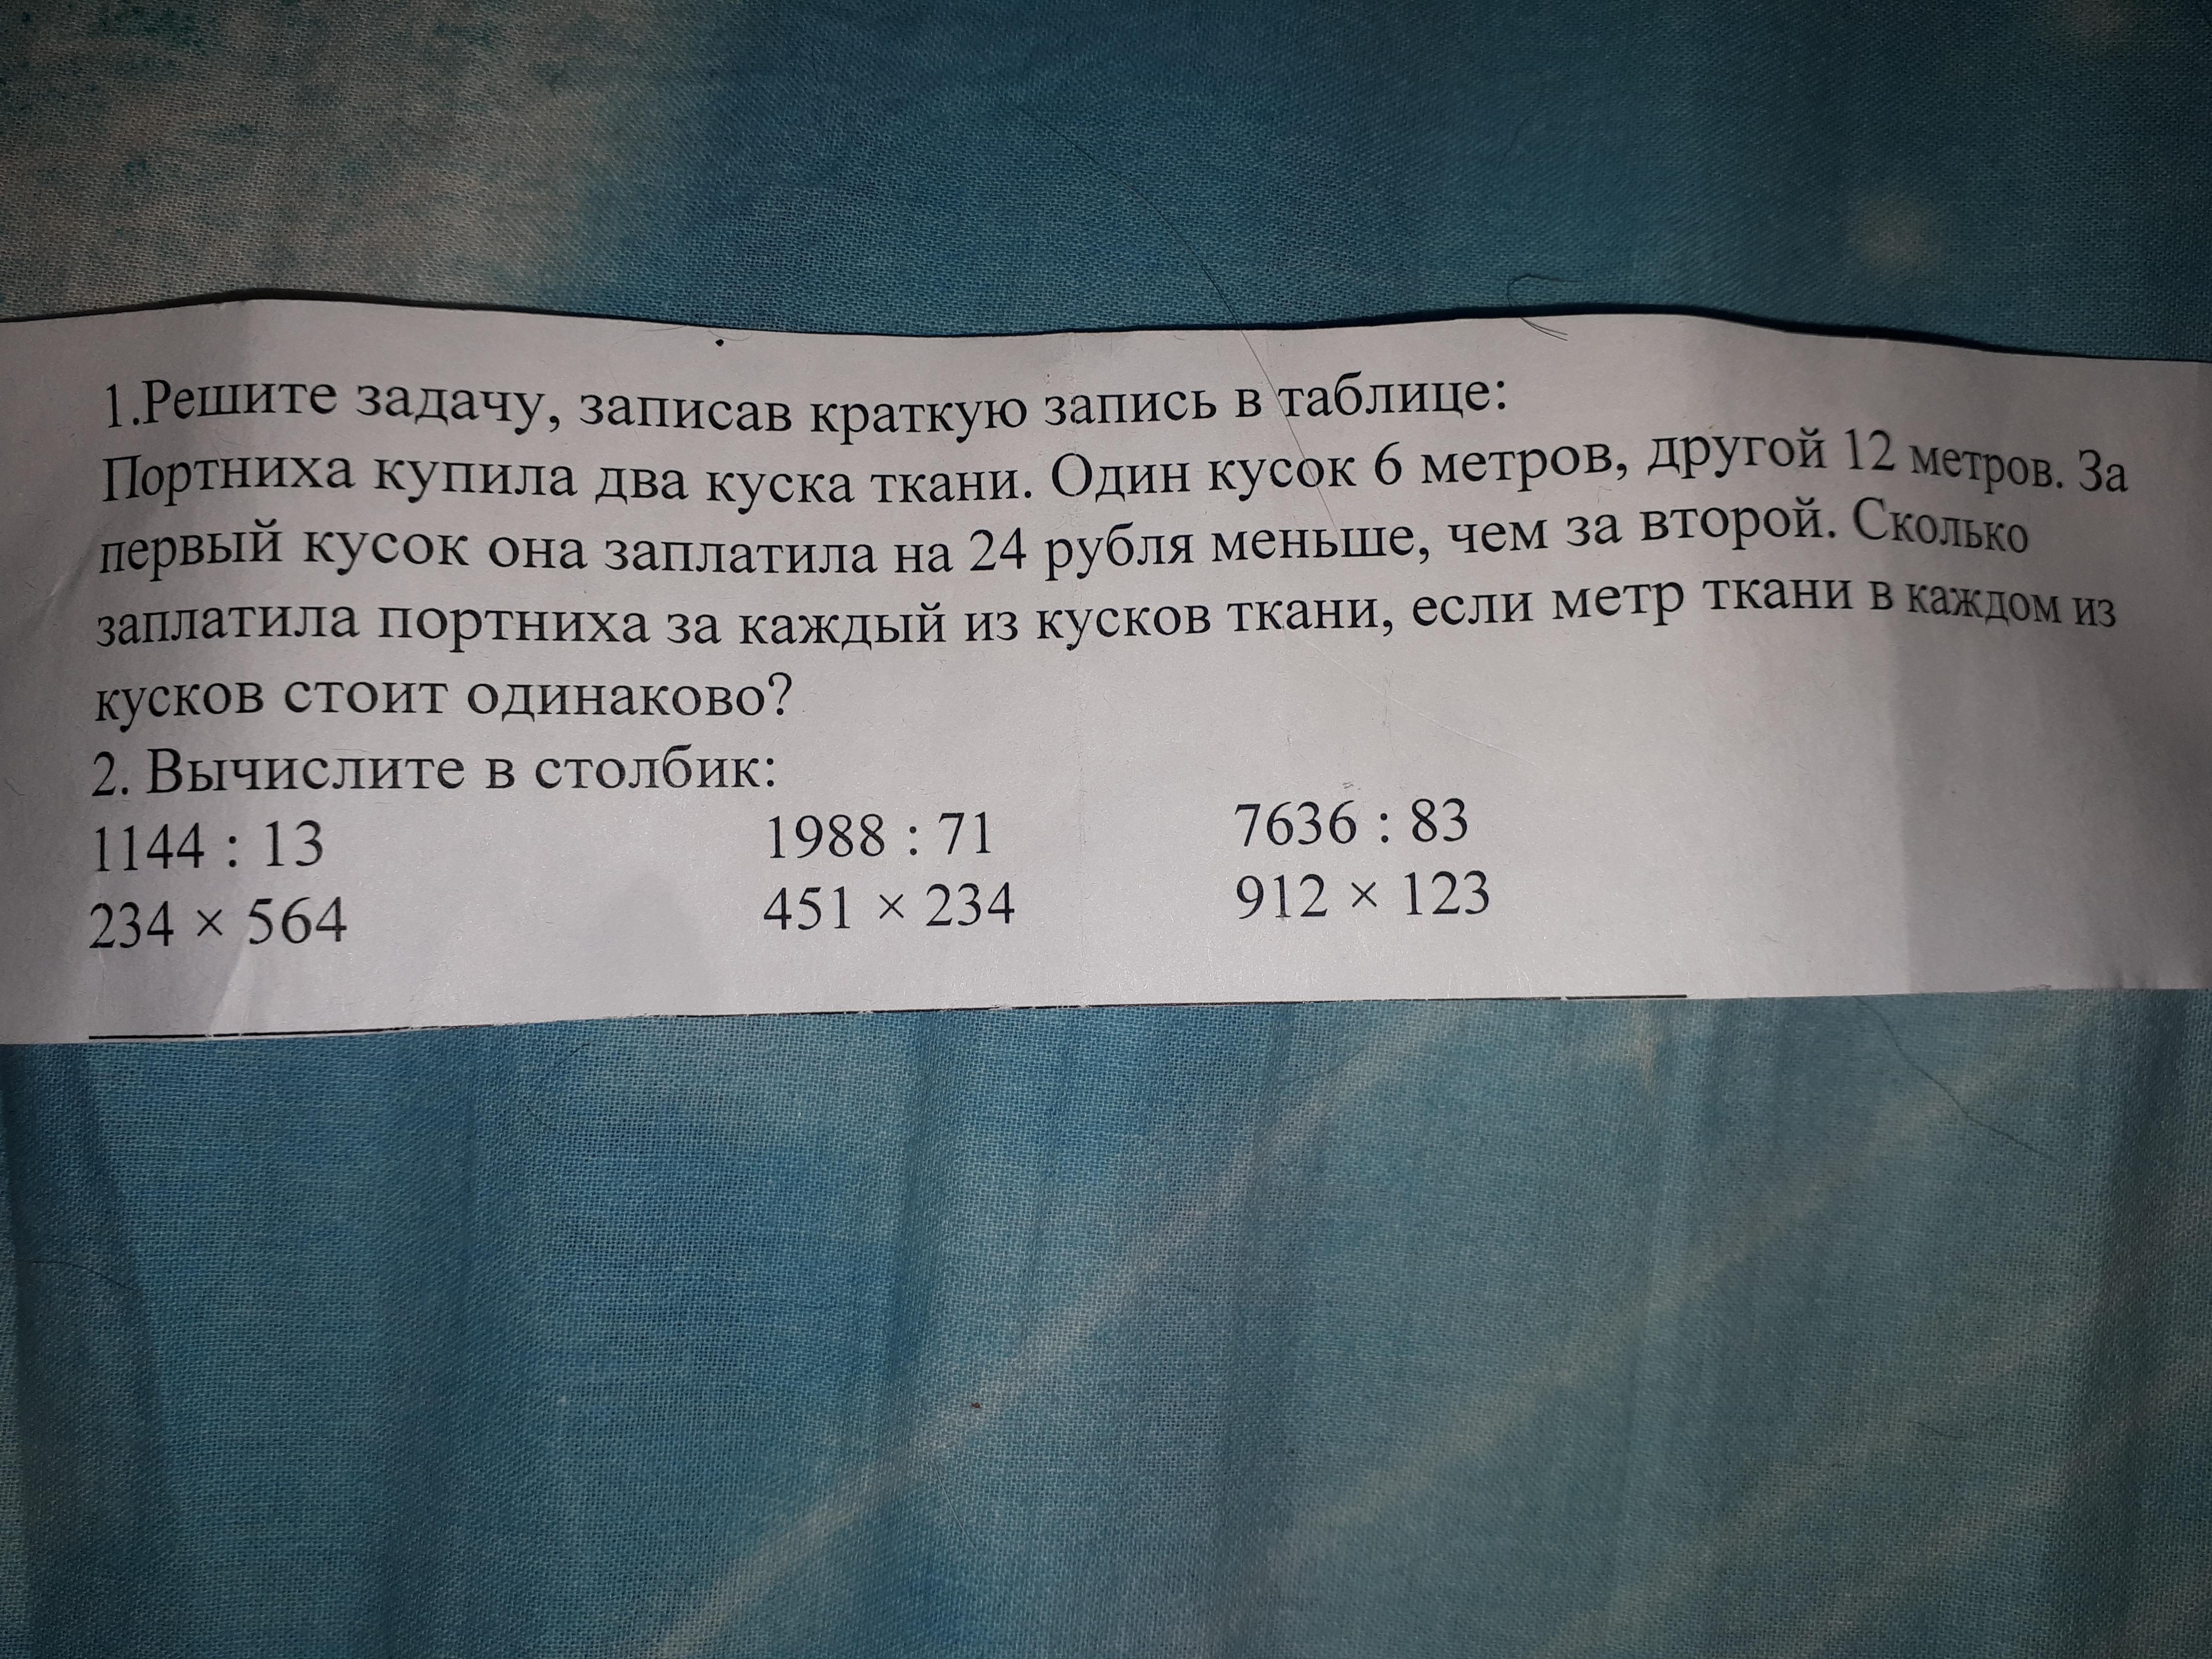 1.Решите задачу, записав краткую запись в таблице:
Портниха купила два куска ткани. Один кусок 6 метров, другой 12 метров. За
первый кусок она заплатила на 24 рубля меньше, чем за второй. Сколько
заплатила портниха за каждый из кусков ткани, если метр ткани в каждом из
кусков стоит одинаково?
2. Вычислите в столбик:
1144 : 13 1988 : 71 7636 : 83
234 × 564 451 × 234 912 × 123